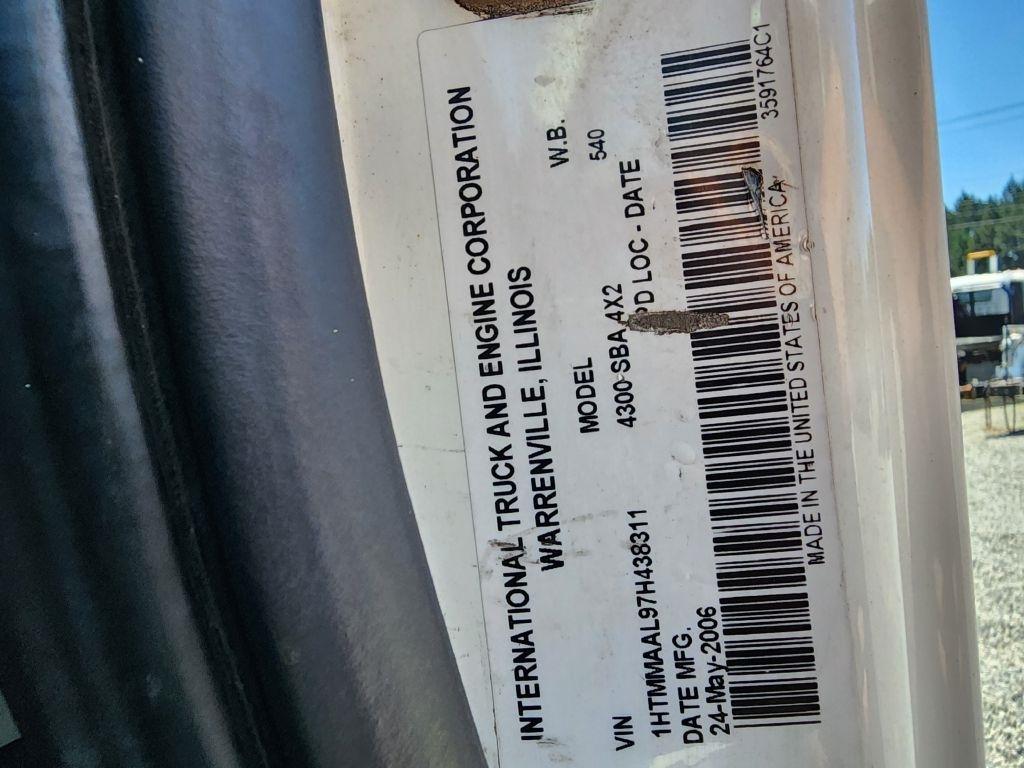 INTERNATIONAL TRUCK AND ENGINE CORPORATION
WARRENVILLE, ILLINOIS
MODEL W.B.
VIN 4300 SBA 4X2 540
1HTMMAAL97H438311
DATE MFG. PD LOC - DATE
24-May-2006
MADE IN THE UNITED STATES OF AMERICA 3591764C1